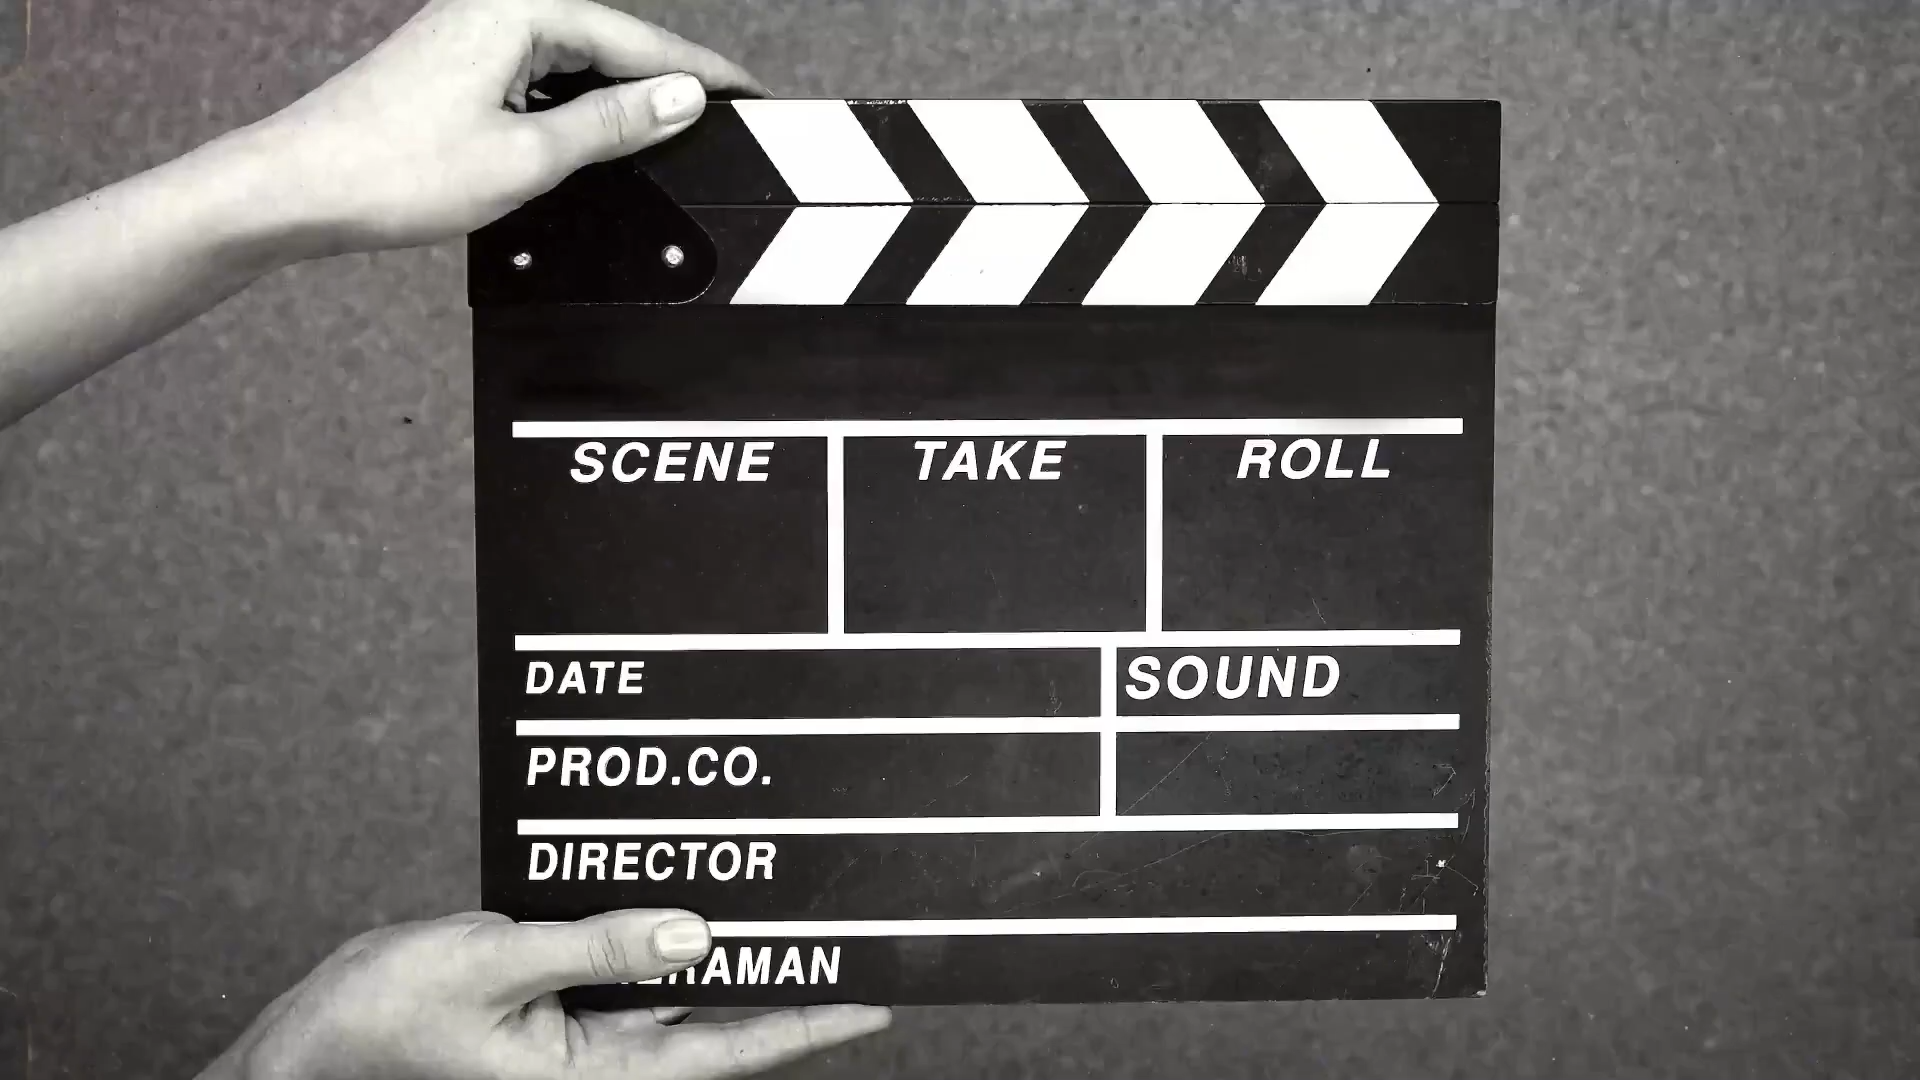 SCENE TAKE ROLL
DATE SOUND
PROD.CO.
DIRECTOR